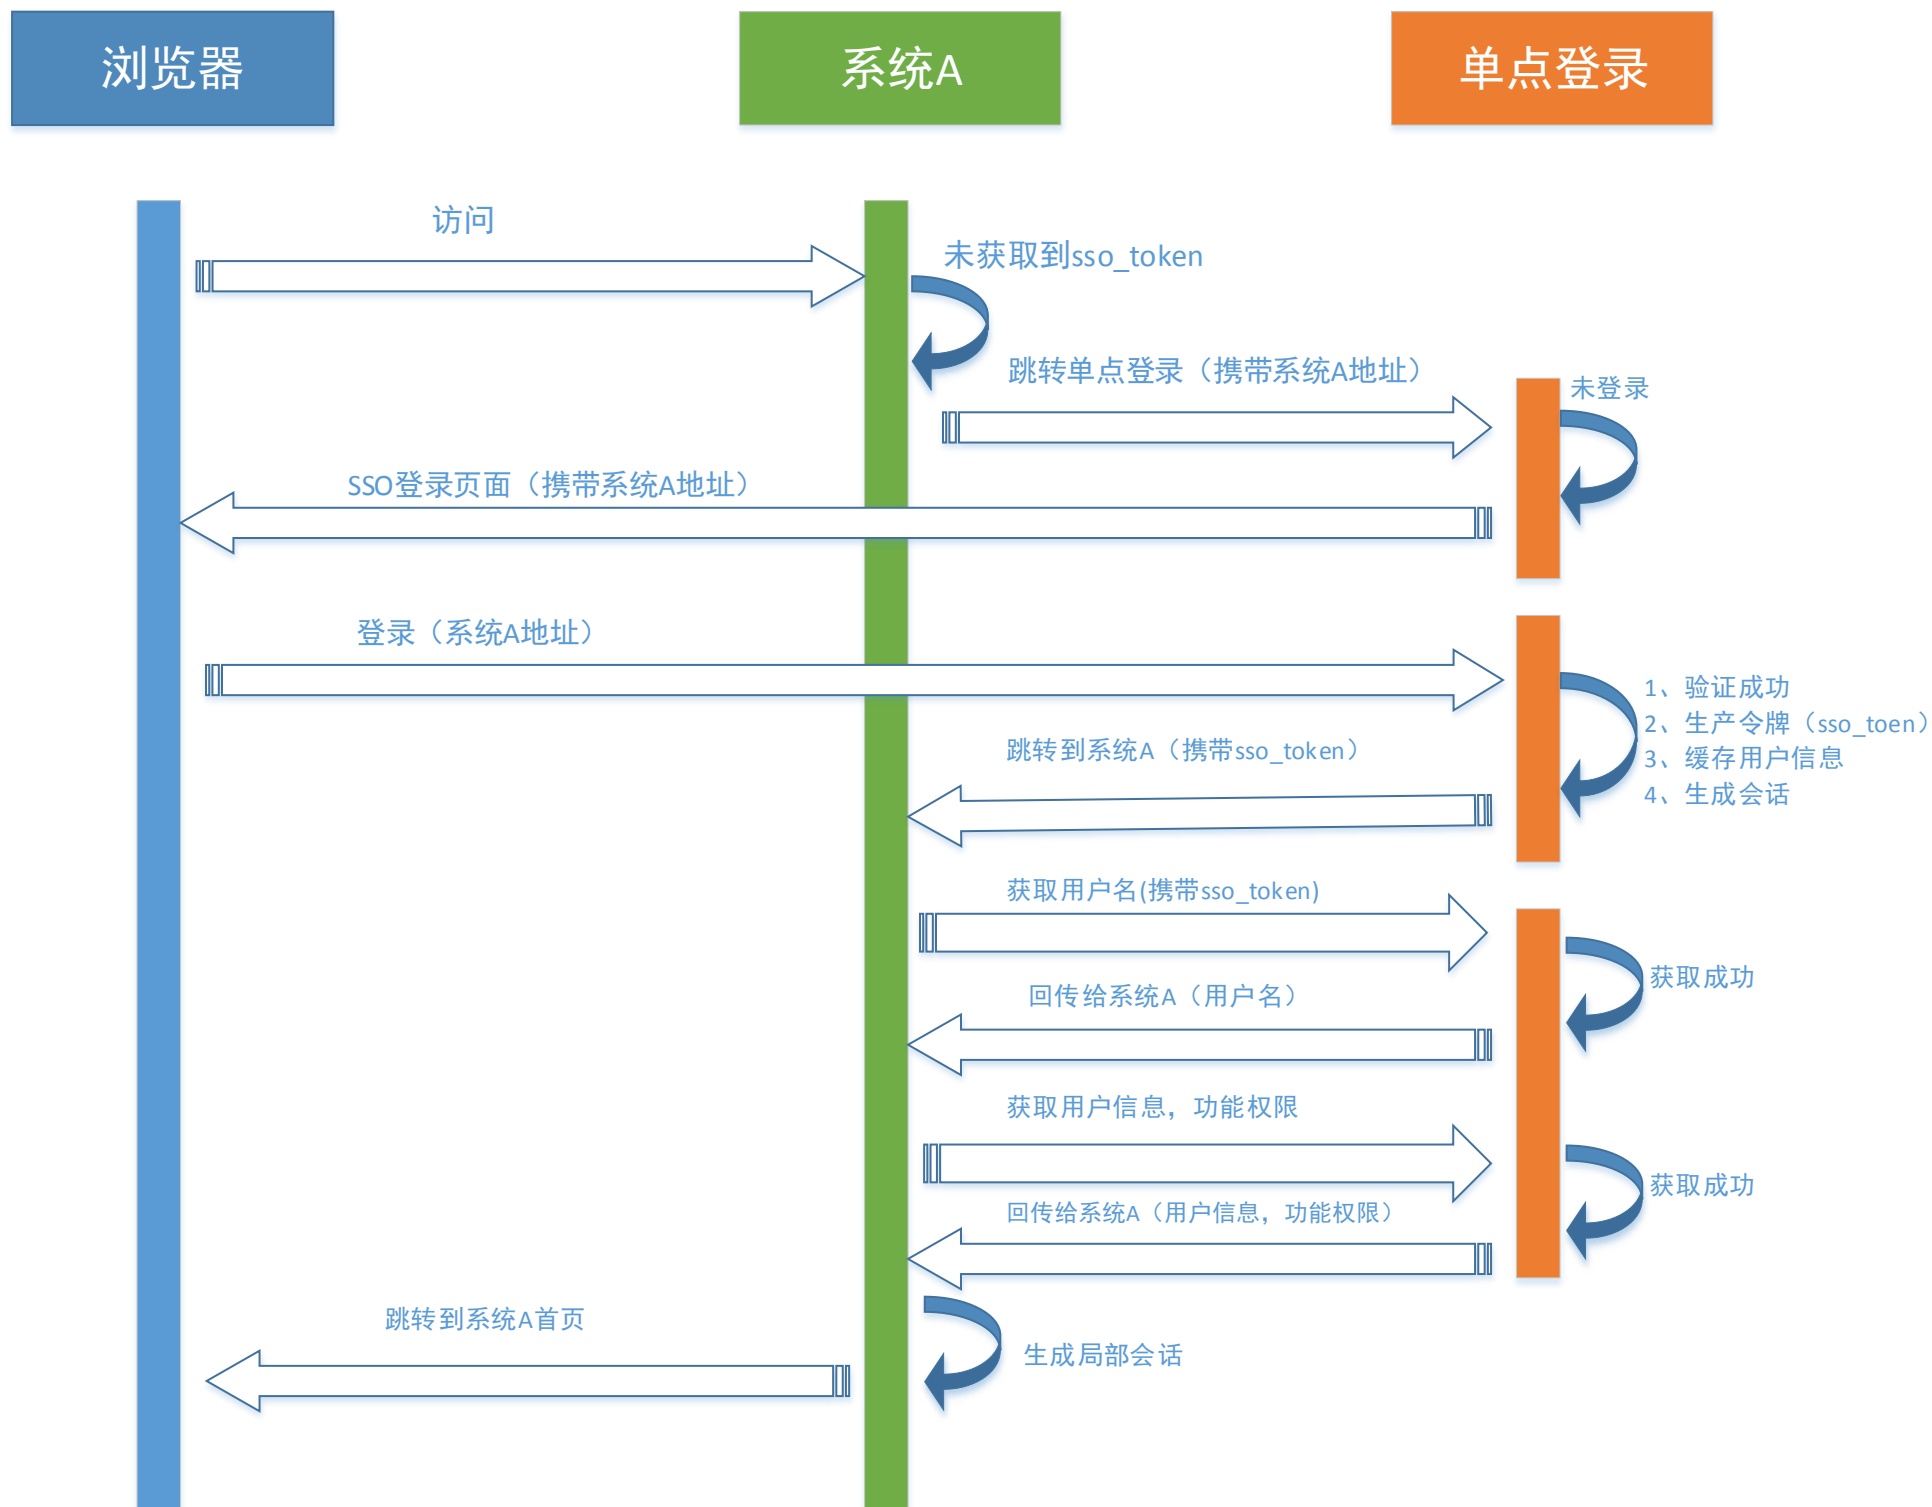 浏览器
系统A
单点登录
访问
未获取到sso_token
跳转单点登录（携带系统A地址）
未登录
SSO登录页面（携带系统A地址）
登录（系统A地址）
1、验证成功
2、生产令牌（sso_toen）
3、缓存用户信息
4、生成会话
跳转到系统A（携带sso_token）
获取用户名(携带sso_token)
获取成功
回传给系统A（用户名）
获取用户信息，功能权限
获取成功
回传给系统A（用户信息，功能权限）
跳转到系统A首页
生成局部会话